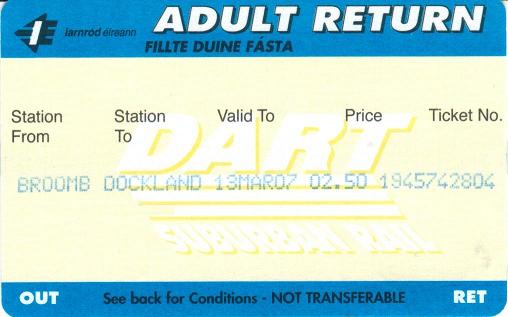 iarnród éireann
ADULT RETURN
FILLTE DUINE FÁSTA
Station From
Station To
Valid To
Price
Ticket No.
DART
BROOMB DOCKLAND 13MAR07 02.50 1945742804
SUBURBAN RAIL
OUT
See back for Conditions - NOT TRANSFERABLE
RET